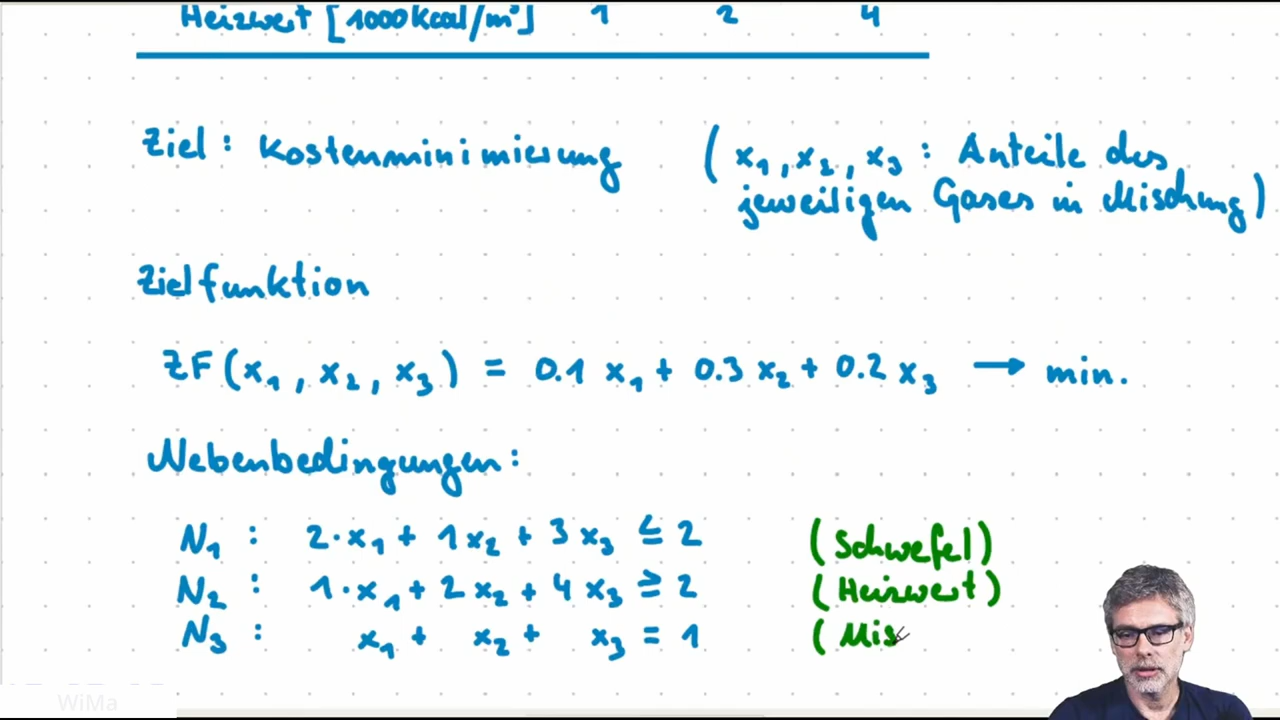 Heizwert [1000 kcal/m³] 1 2 4
Ziel: Kostenminimierung (x₁, x₂, x₃ : Anteile des
jeweiligen Gases in Mischung)
Zielfunktion
ZF(x₁, x₂, x₃) = 0.1 x₁ + 0.3 x₂ + 0.2 x₃ → min.
Nebenbedingungen:
N₁ : 2·x₁ + 1x₂ + 3x₃ ≤ 2 (Schwefel)
N₂ : 1·x₁ + 2x₂ + 4x₃ ≥ 2 (Heizwert)
N₃ : x₁ + x₂ + x₃ = 1 (Mis
WiMa